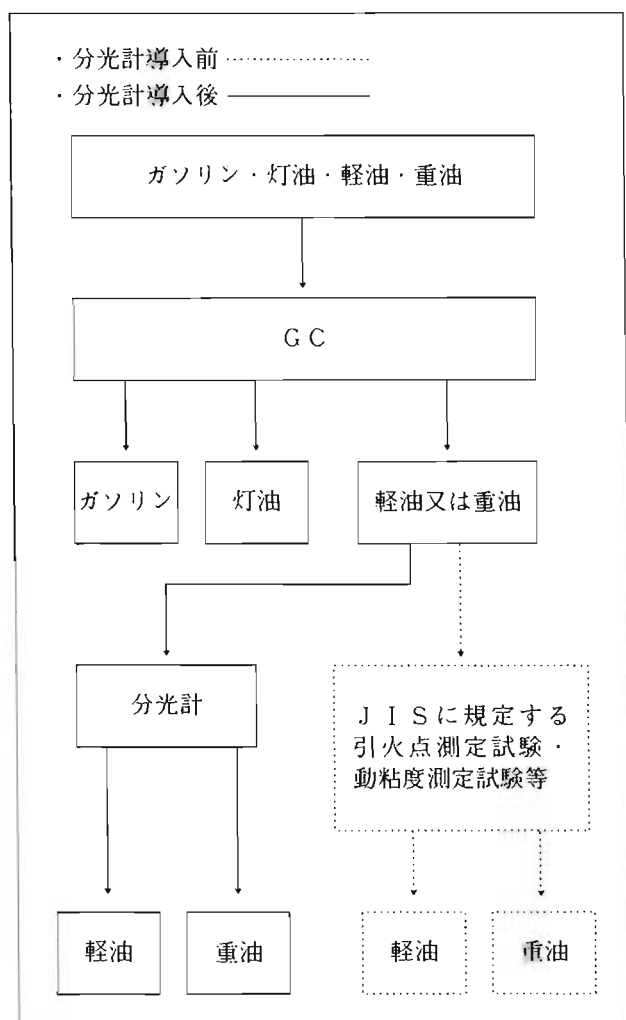 ・分光計導入前
・分光計導入後
ガソリン・灯油・軽油・重油
ＧＣ
ガソリン
灯油
軽油又は重油
分光計
ＪＩＳに規定する
引火点測定試験・
動粘度測定試験等
軽油
重油
軽油
重油